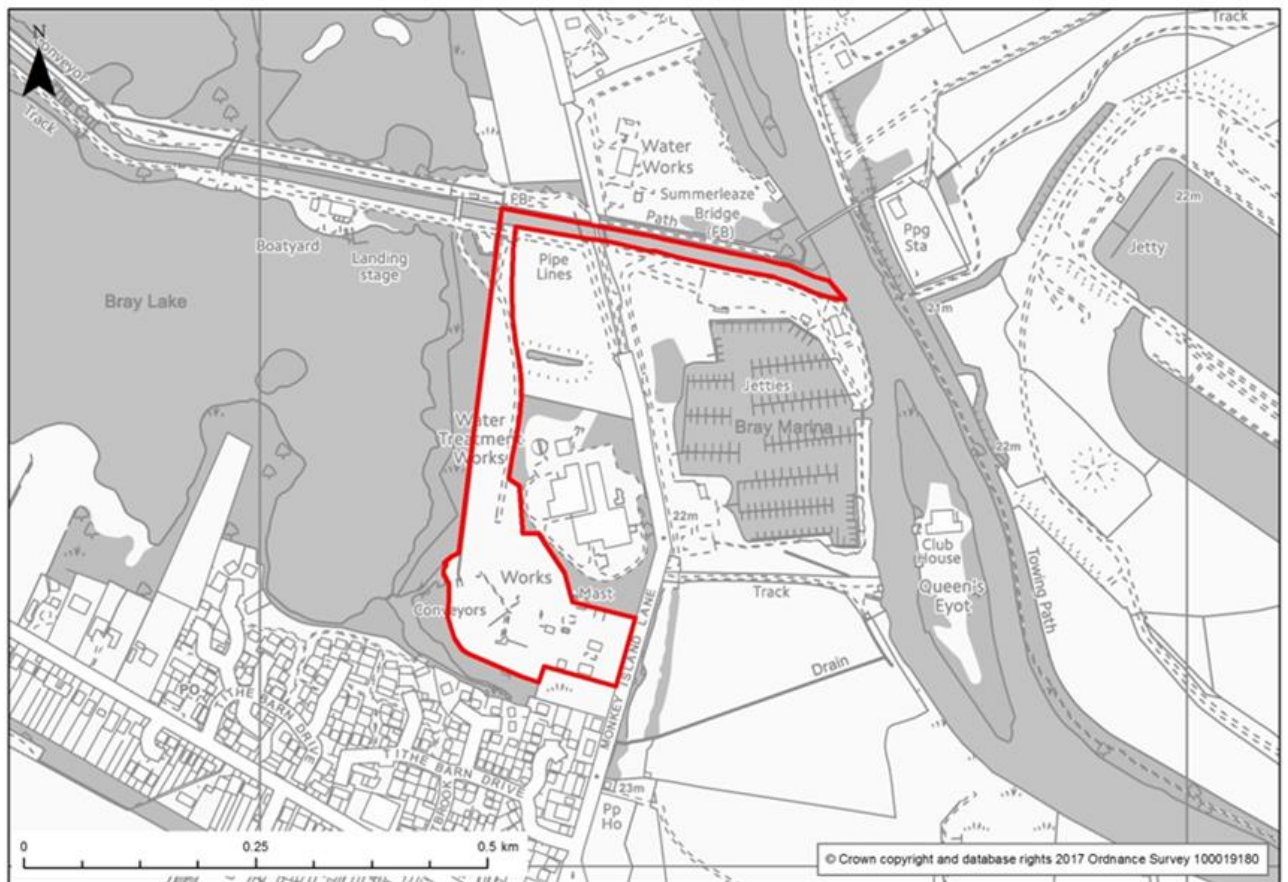 N
Conveyor
Track
Track
Water
Works
Summerleaze
Bridge
(FB)
Path
FB
Ppg
Sta
22m
Jetty
Boatyard
Landing
stage
Pipe
Lines
Bray Lake
21m
Jetties
Bray Marina
Water
Treatment
Works
22m
22m
Club
House
Queen's
Eyot
Towing Path
Works
Mast
Conveyors
Track
MONKEY ISLAND LANE
Drain
PO
THE BARN DRIVE
THE BARN DRIVE
23m
Pp
Ho
0 0.25 0.5 km
© Crown copyright and database rights 2017 Ordnance Survey 100019180